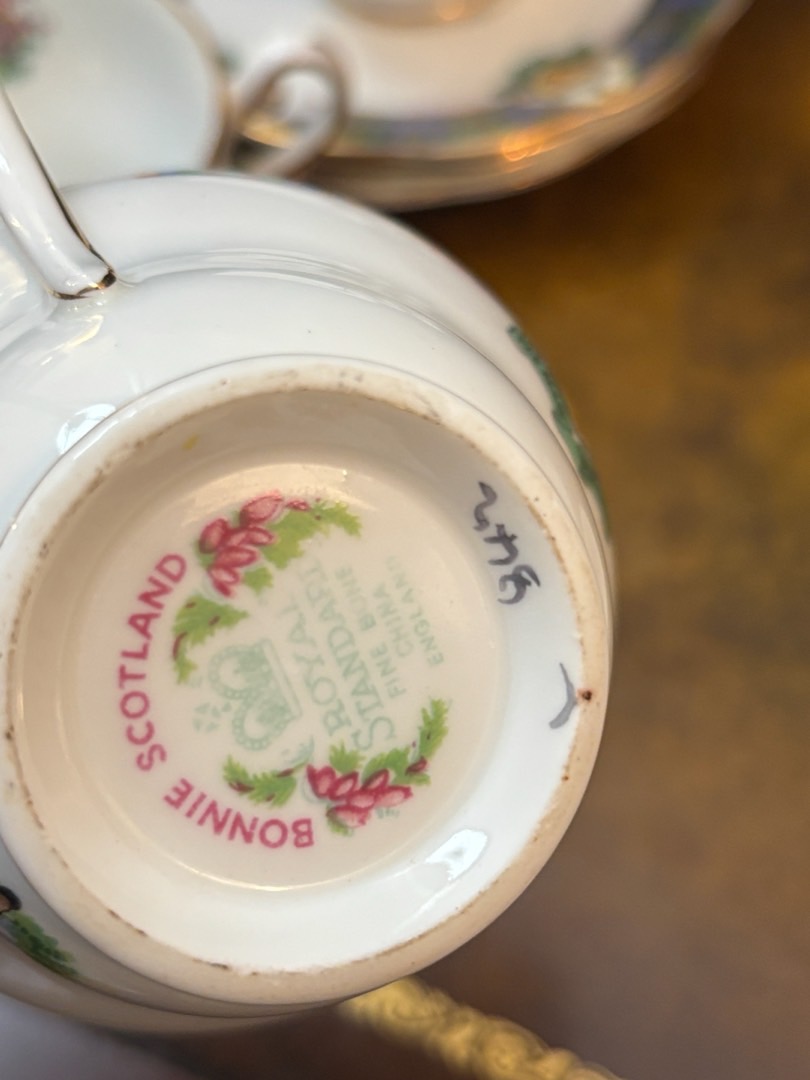 BONNIE SCOTLAND
ROYAL
STANDARD
FINE BONE
CHINA
ENGLAND